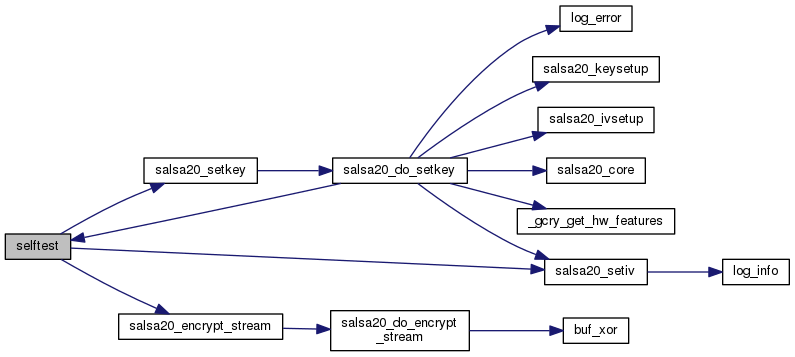 log_error
salsa20_keysetup
salsa20_ivsetup
salsa20_setkey
salsa20_do_setkey
salsa20_core
_gcry_get_hw_features
selftest
salsa20_setiv
log_info
salsa20_encrypt_stream
salsa20_do_encrypt
_stream
buf_xor